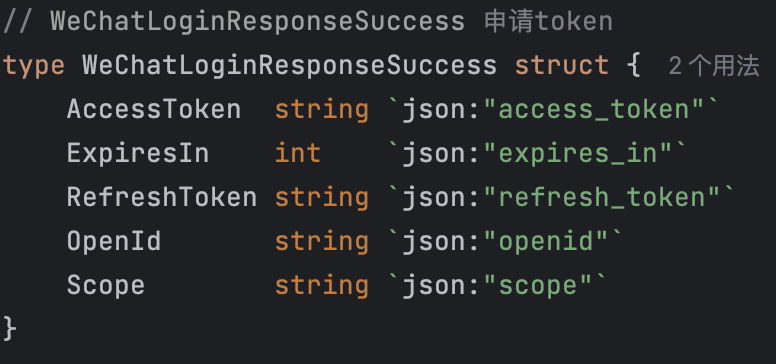 // WeChatLoginResponseSuccess 申请token
type WeChatLoginResponseSuccess struct { 2 个用法
    AccessToken  string `json:"access_token"`
    ExpiresIn    int    `json:"expires_in"`
    RefreshToken string `json:"refresh_token"`
    OpenId       string `json:"openid"`
    Scope        string `json:"scope"`
}